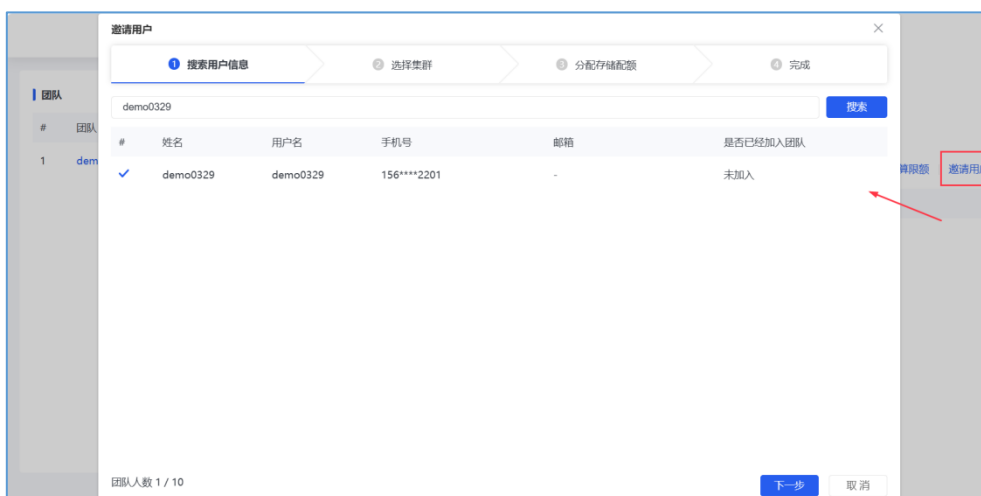 邀请用户
1 搜索用户信息 2 选择集群 3 分配存储配额 4 完成
团队
demo0329 搜索
# 团队
# 姓名 用户名 手机号 邮箱 是否已经加入团队
1 dem
demo0329 demo0329 156****2201 - 未加入
算限额 邀请用
团队人数 1 / 10
下一步 取消